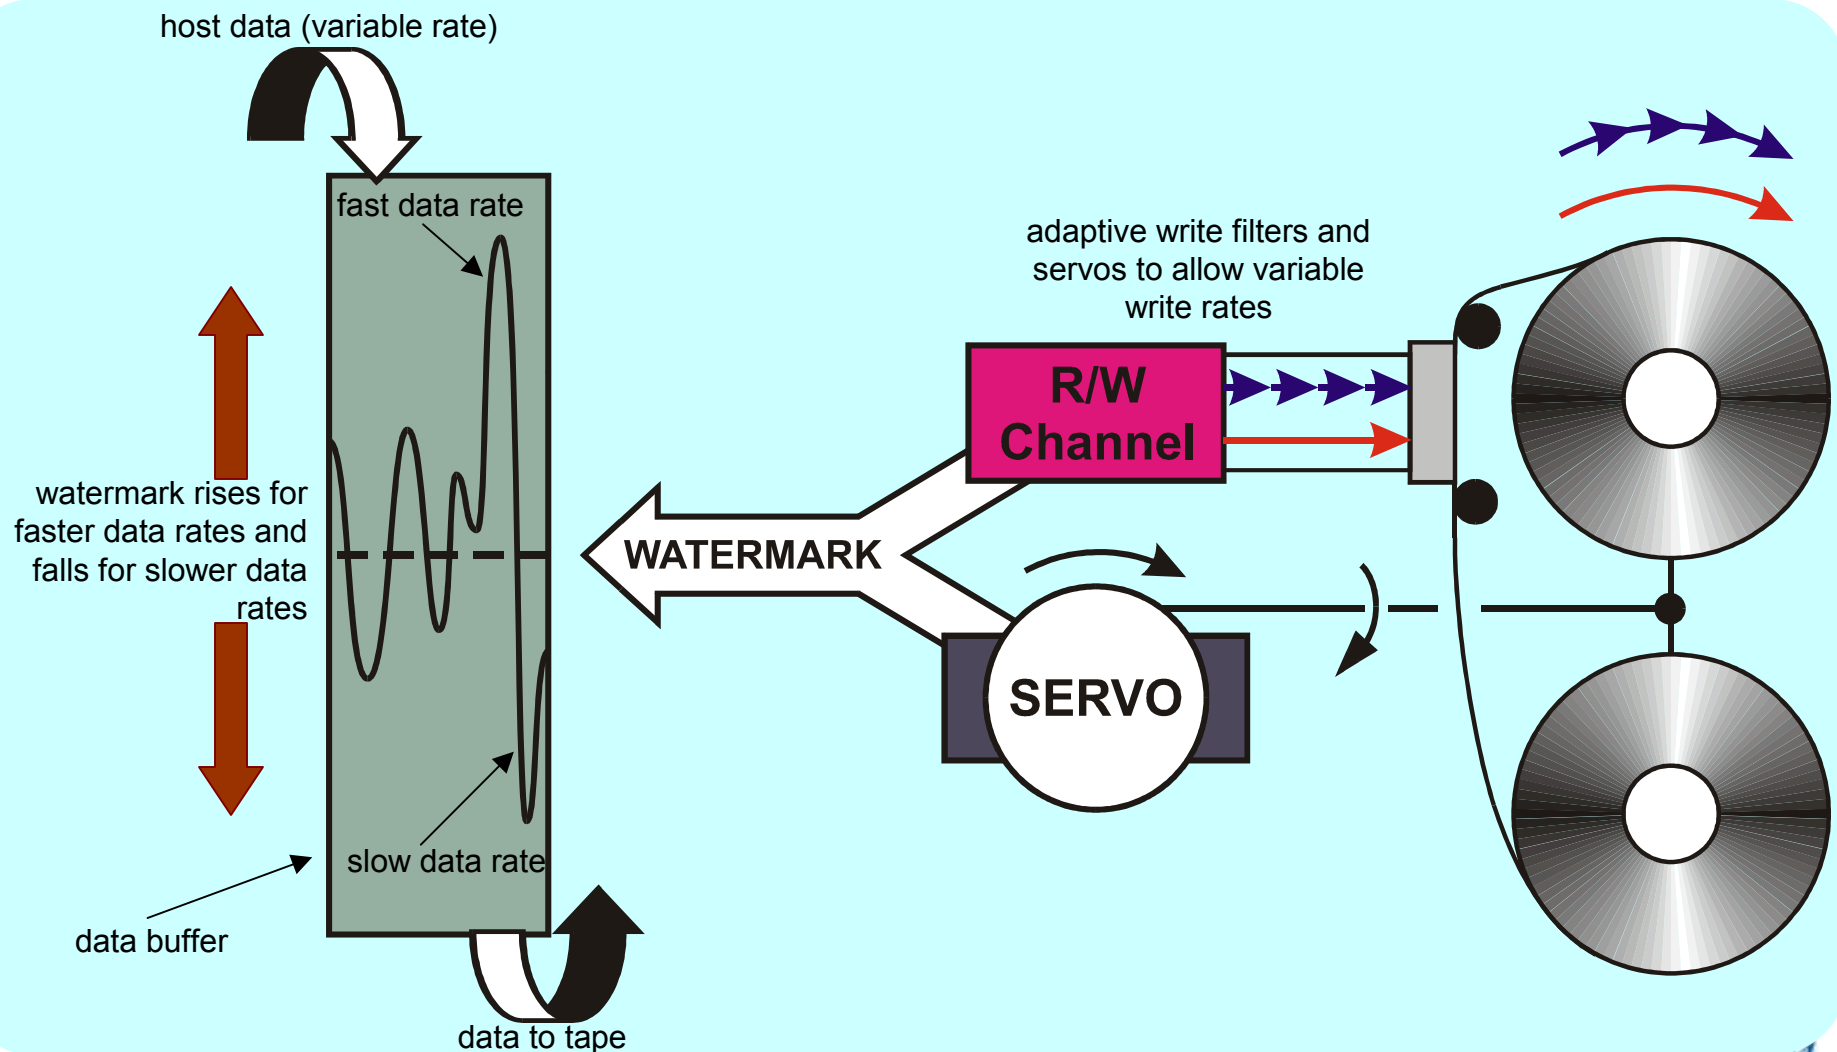 host data (variable rate)
fast data rate
adaptive write filters and
servos to allow variable
write rates
R/W
Channel
watermark rises for
faster data rates and
falls for slower data
rates
WATERMARK
SERVO
slow data rate
data buffer
data to tape